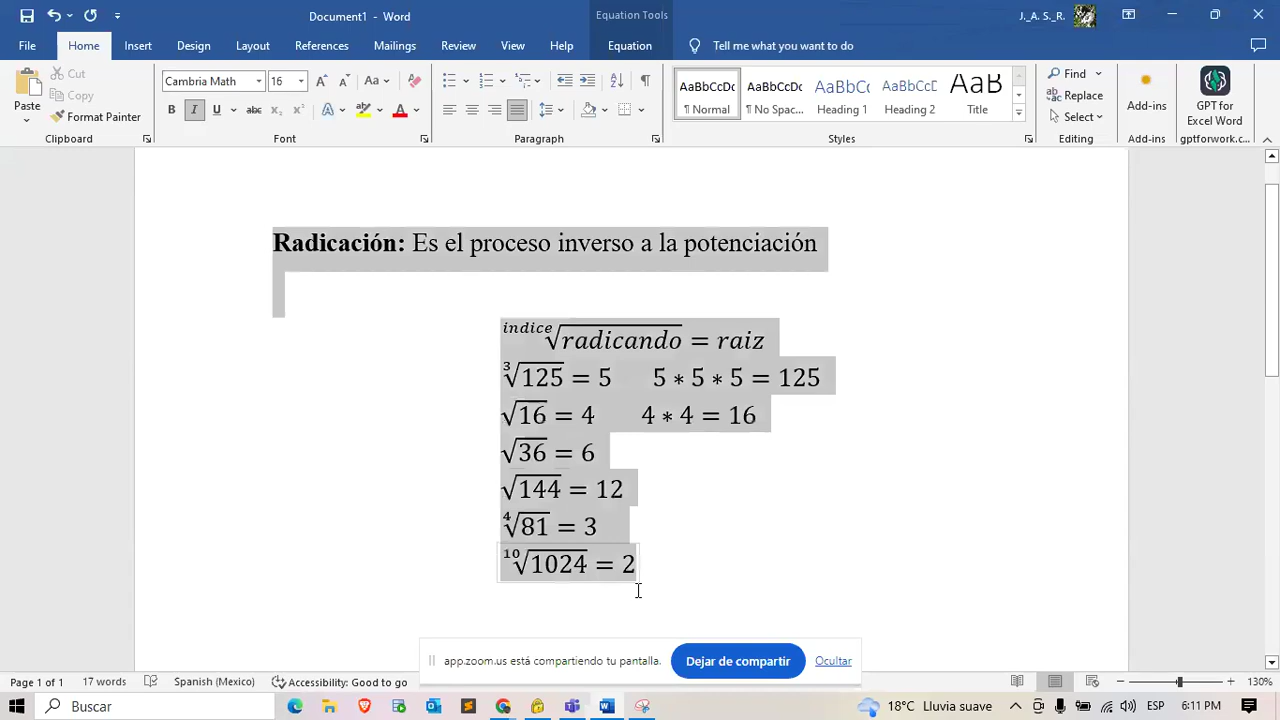 Document1 - Word
Equation Tools
J._A. S._R.
File
Home
Insert
Design
Layout
References
Mailings
Review
View
Help
Equation
Tell me what you want to do
Paste
Cut
Copy
Format Painter
Clipboard
Cambria Math
16
Font
Paragraph
AaBbCcDc
¶ Normal
AaBbCcDc
¶ No Spac...
AaBbC
Heading 1
AaBbCcD
Heading 2
AaB
Title
Styles
Find
Replace
Select
Editing
Add-ins
Add-ins
GPT for
Excel Word
gptforwork.c...
Radicación: Es el proceso inverso a la potenciación
indice√radicando = raiz
³√125 = 5 5 ∗ 5 ∗ 5 = 125
√16 = 4 4 ∗ 4 = 16
√36 = 6
√144 = 12
⁴√81 = 3
¹⁰√1024 = 2
app.zoom.us está compartiendo tu pantalla.
Dejar de compartir
Ocultar
Page 1 of 1
17 words
Spanish (Mexico)
Accessibility: Good to go
130%
Buscar
18°C Lluvia suave
ESP
6:11 PM